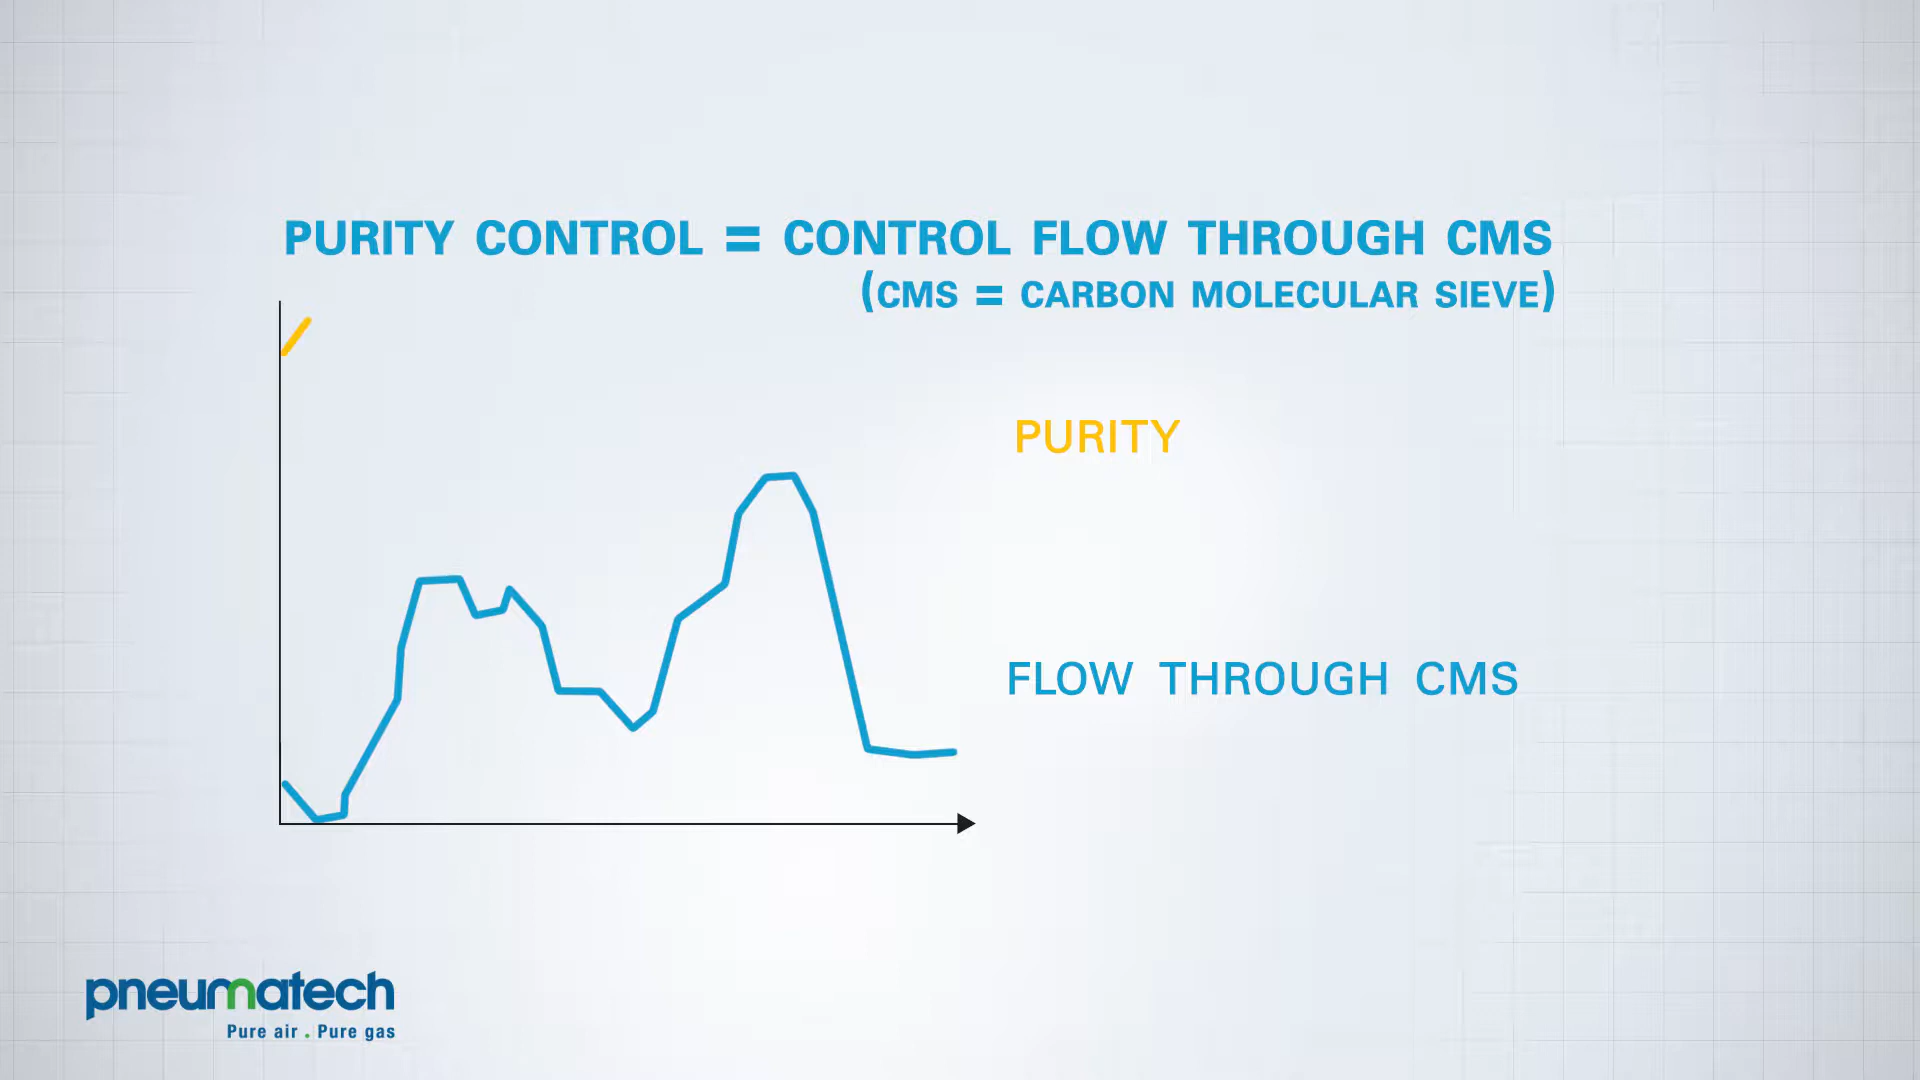 PURITY CONTROL = CONTROL FLOW THROUGH CMS
(CMS = CARBON MOLECULAR SIEVE)
PURITY
FLOW THROUGH CMS
pneumatech
Pure air . Pure gas